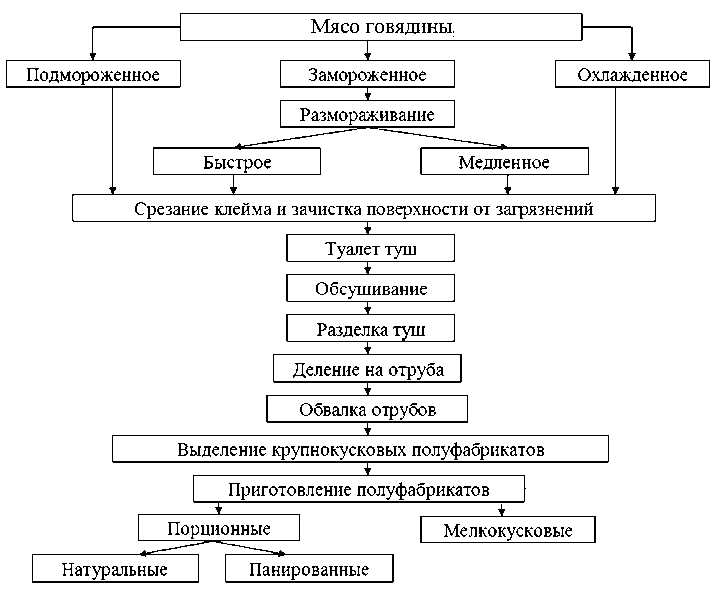 Мясо говядины
Подмороженное
Замороженное
Охлажденное
Размораживание
Быстрое
Медленное
Срезание клейма и зачистка поверхности от загрязнений
Туалет туш
Обсушивание
Разделка туш
Деление на отруба
Обвалка отрубов
Выделение крупнокусковых полуфабрикатов
Приготовление полуфабрикатов
Порционные
Мелкокусковые
Натуральные
Панированные